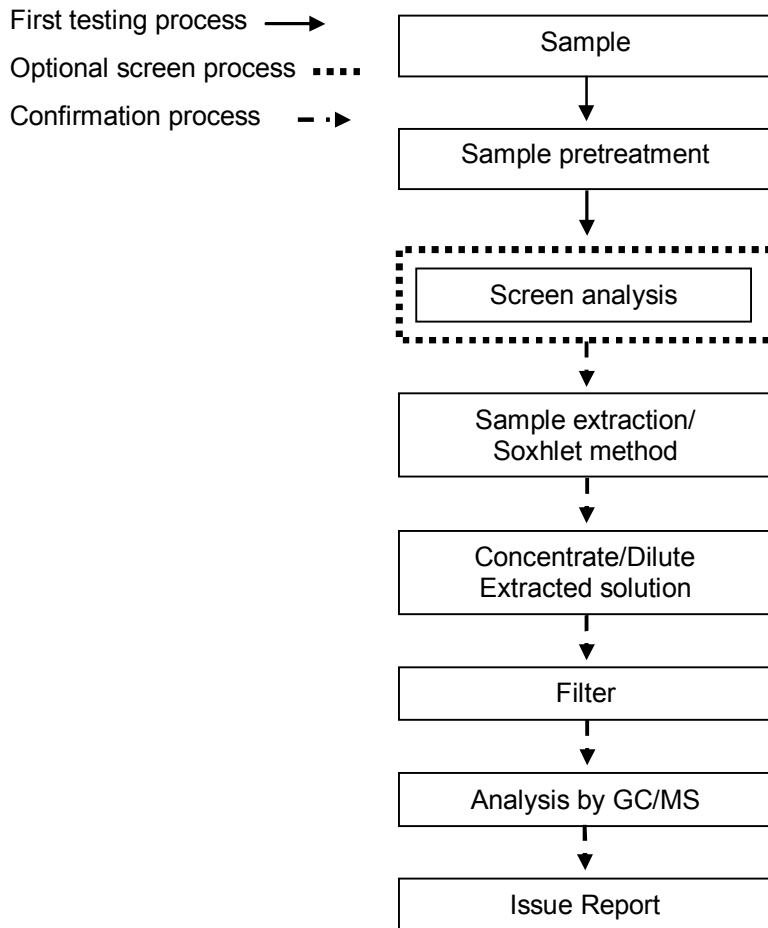 First testing process
Optional screen process
Confirmation process
Sample
Sample pretreatment
Screen analysis
Sample extraction/
Soxhlet method
Concentrate/Dilute
Extracted solution
Filter
Analysis by GC/MS
Issue Report